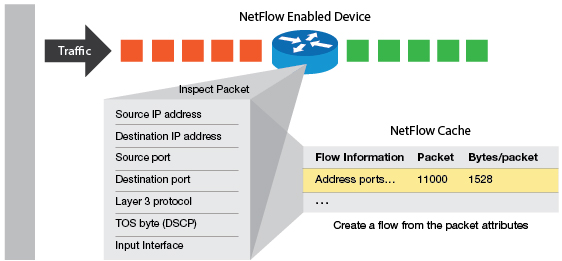 NetFlow Enabled Device
Traffic
Inspect Packet
Source IP address
Destination IP address
Source port
Destination port
Layer 3 protocol
TOS byte (DSCP)
Input Interface
NetFlow Cache
Flow Information Packet Bytes/packet
Address ports... 11000 1528
...
Create a flow from the packet attributes